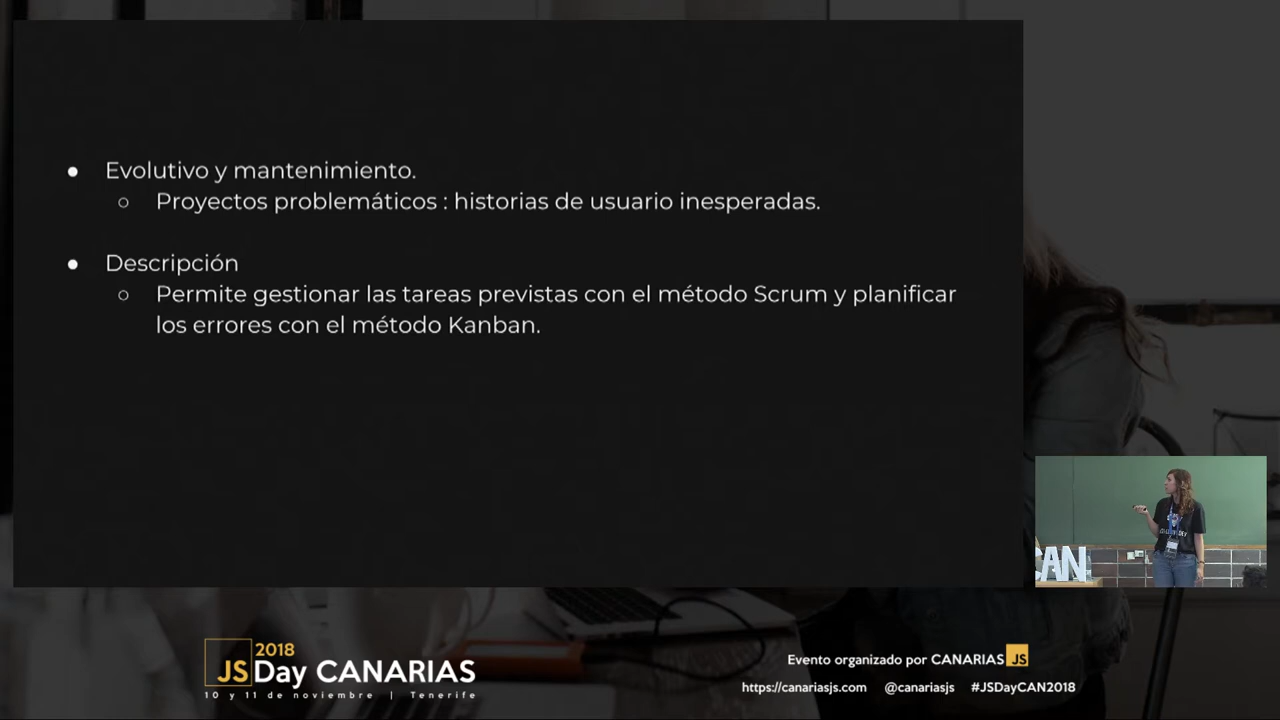 ● Evolutivo y mantenimiento.
○ Proyectos problemáticos : historias de usuario inesperadas.
● Descripción
○ Permite gestionar las tareas previstas con el método Scrum y planificar
los errores con el método Kanban.
CAN
2018
JSDay CANARIAS
10 y 11 de noviembre | Tenerife
Evento organizado por CANARIAS JS
https://canariasjs.com @canariasjs #JSDayCAN2018